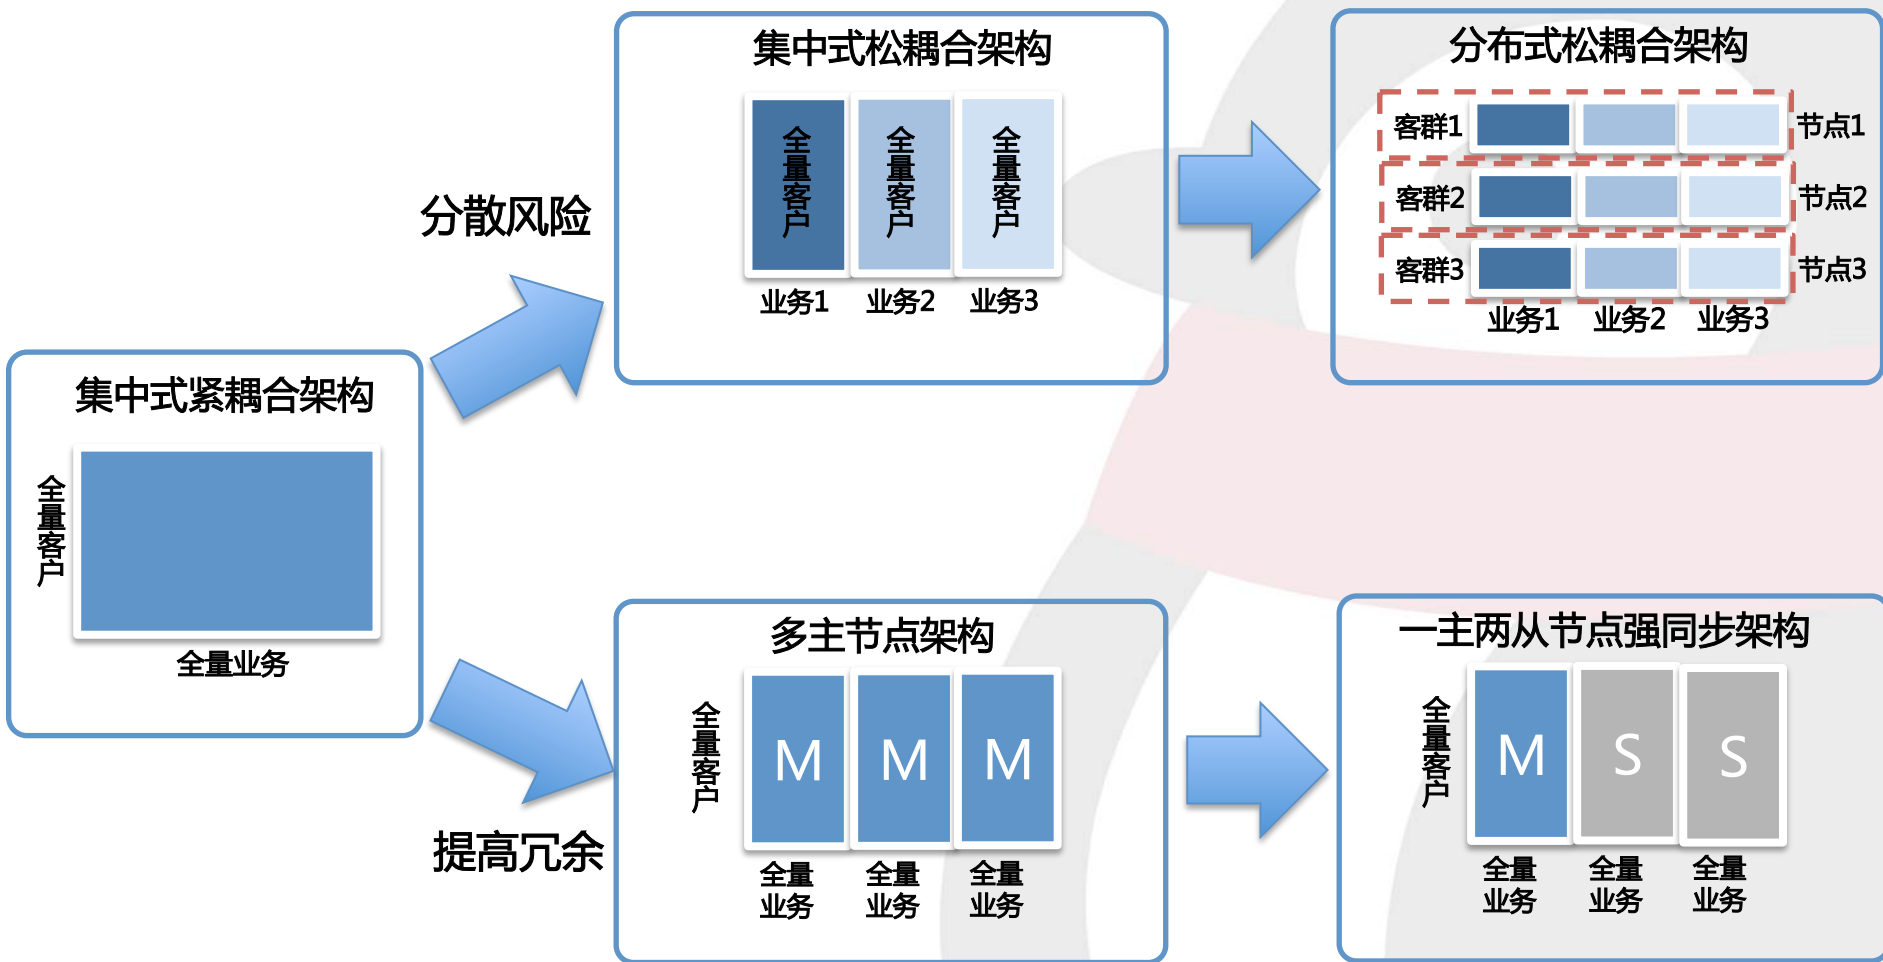 集中式松耦合架构
全量客户
全量客户
全量客户
业务1
业务2
业务3
分布式松耦合架构
客群1
节点1
客群2
节点2
客群3
节点3
业务1
业务2
业务3
分散风险
集中式紧耦合架构
全量客户
全量业务
提高冗余
多主节点架构
全量客户
M
M
M
全量
业务
全量
业务
全量
业务
一主两从节点强同步架构
全量客户
M
S
S
全量
业务
全量
业务
全量
业务